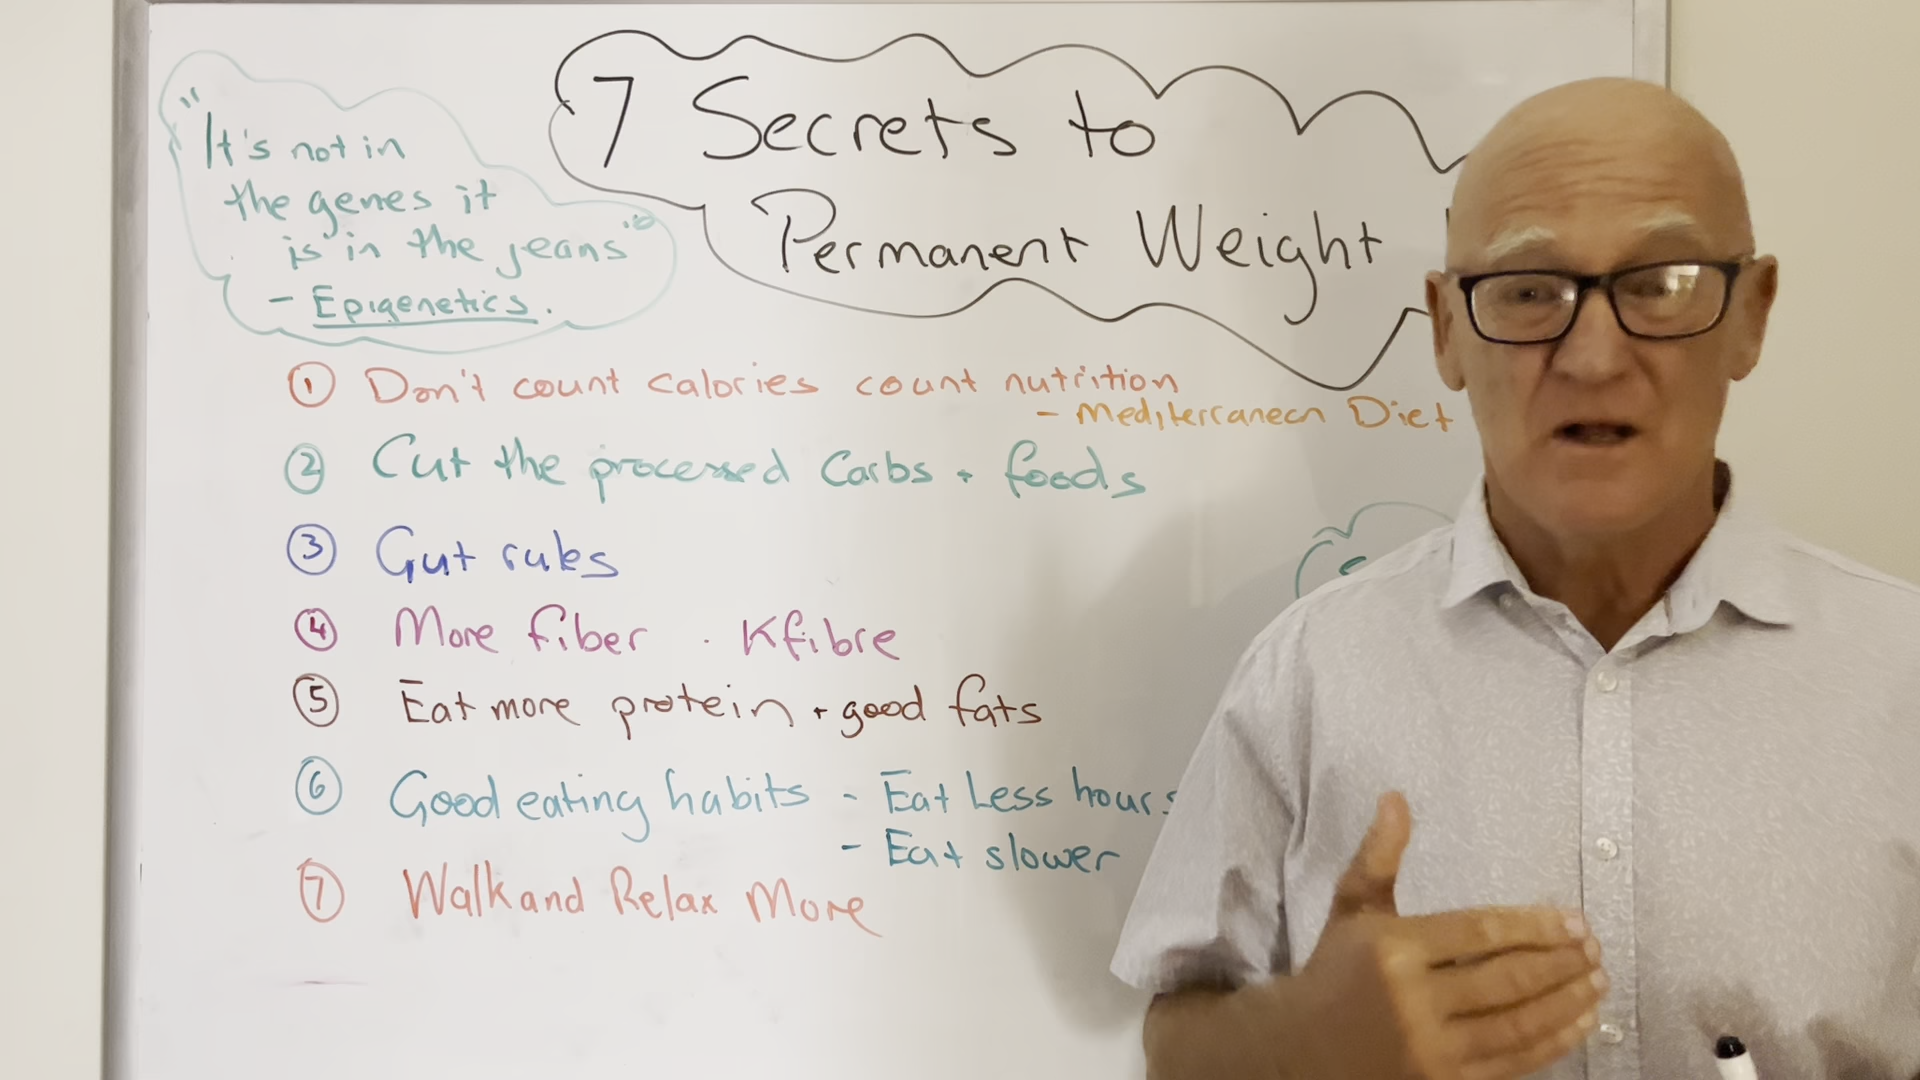 "It's not in
the genes it
is in the jeans"
- Epigenetics.
7 Secrets to
Permanent Weight
1 Don't count calories count nutrition
- Mediterranean Diet
2 Cut the processed Carbs + foods
3 Gut rules
4 More fiber . Kfibre
5 Eat more protein + good fats
6 Good eating habits - Eat Less hours
- Eat slower
7 Walk and Relax More